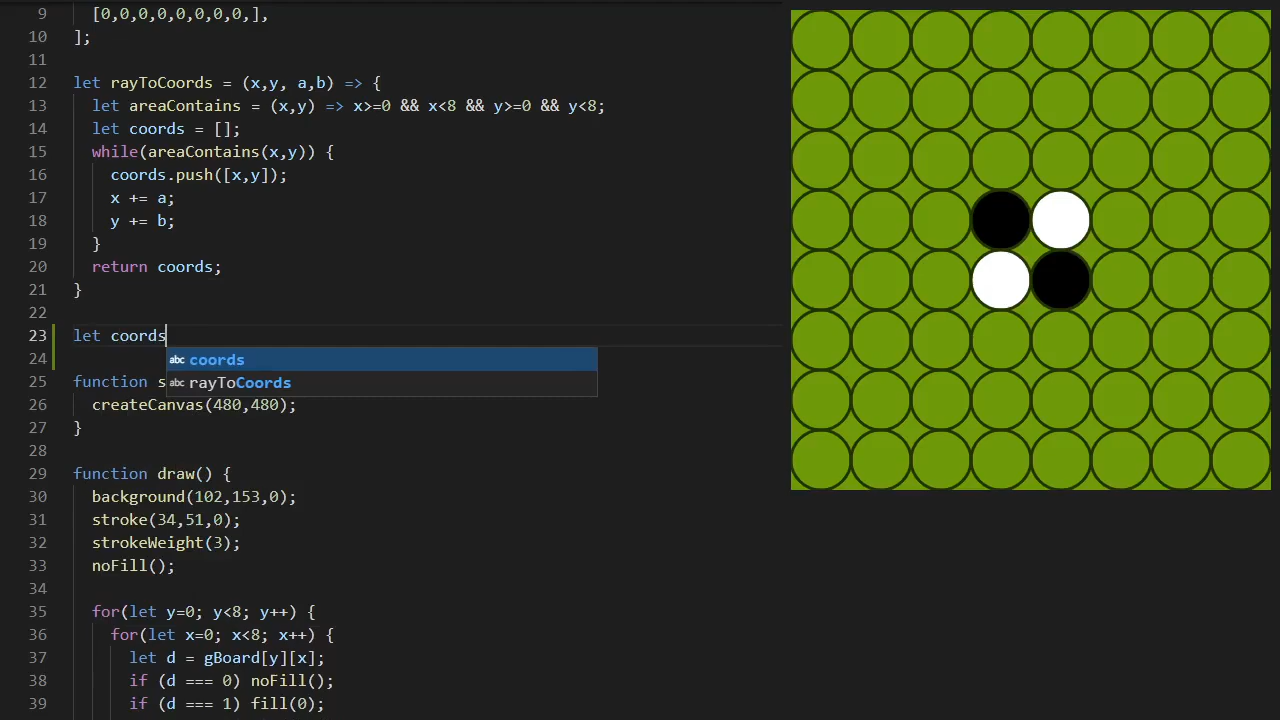 9 [0,0,0,0,0,0,0,0,],
10 ];
11
12 let rayToCoords = (x,y, a,b) => {
13 let areaContains = (x,y) => x>=0 && x<8 && y>=0 && y<8;
14 let coords = [];
15 while(areaContains(x,y)) {
16 coords.push([x,y]);
17 x += a;
18 y += b;
19 }
20 return coords;
21 }
22
23 let coords
24 abc coords
25 function s abc rayToCoords
26 createCanvas(480,480);
27 }
28
29 function draw() {
30 background(102,153,0);
31 stroke(34,51,0);
32 strokeWeight(3);
33 noFill();
34
35 for(let y=0; y<8; y++) {
36 for(let x=0; x<8; x++) {
37 let d = gBoard[y][x];
38 if (d === 0) noFill();
39 if (d === 1) fill(0);